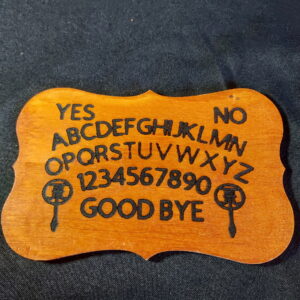 YES NO
ABCDEFGHIJKLMN
OPQRSTUVWXYZ
1234567890
GOOD BYE